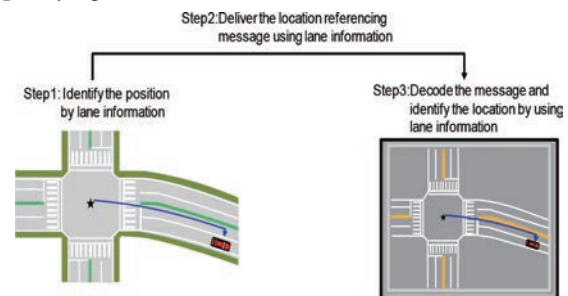 Step2:Deliver the location referencing
message using lane information
Step1: Identify the position
by lane information
Step3:Decode the message and
identify the location by using
lane information